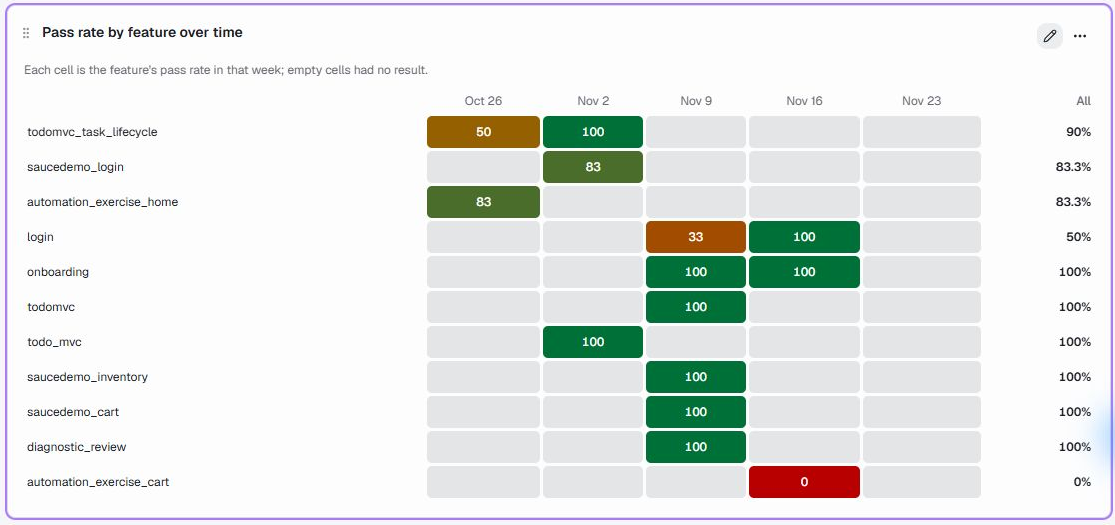 Pass rate by feature over time
Each cell is the feature's pass rate in that week; empty cells had no result.
Oct 26 Nov 2 Nov 9 Nov 16 Nov 23 All
todomvc_task_lifecycle 50 100 90%
saucedemo_login 83 83.3%
automation_exercise_home 83 83.3%
login 33 100 50%
onboarding 100 100 100%
todomvc 100 100%
todo_mvc 100 100%
saucedemo_inventory 100 100%
saucedemo_cart 100 100%
diagnostic_review 100 100%
automation_exercise_cart 0 0%